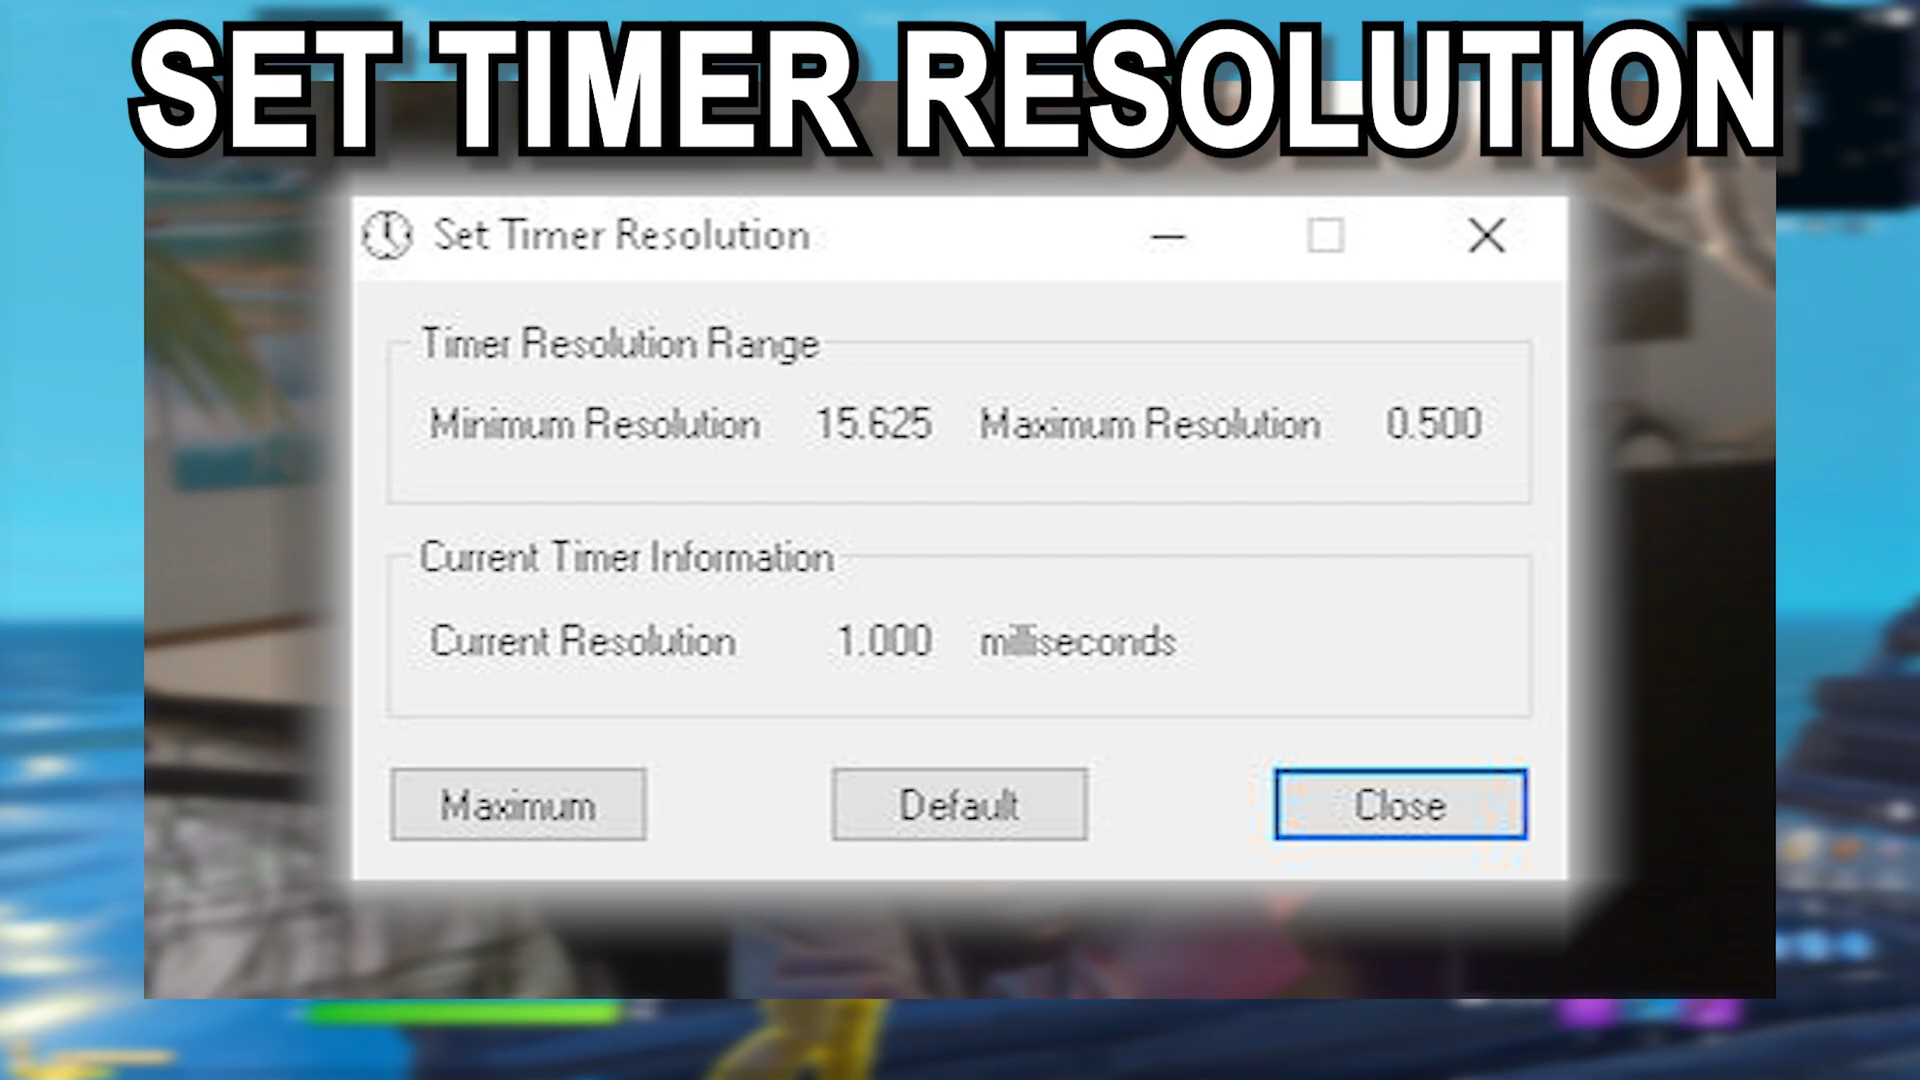 SET TIMER RESOLUTION
Set Timer Resolution
Timer Resolution Range
Minimum Resolution 15.625 Maximum Resolution 0.500
Current Timer Information
Current Resolution 1.000 milliseconds
Maximum Default Close